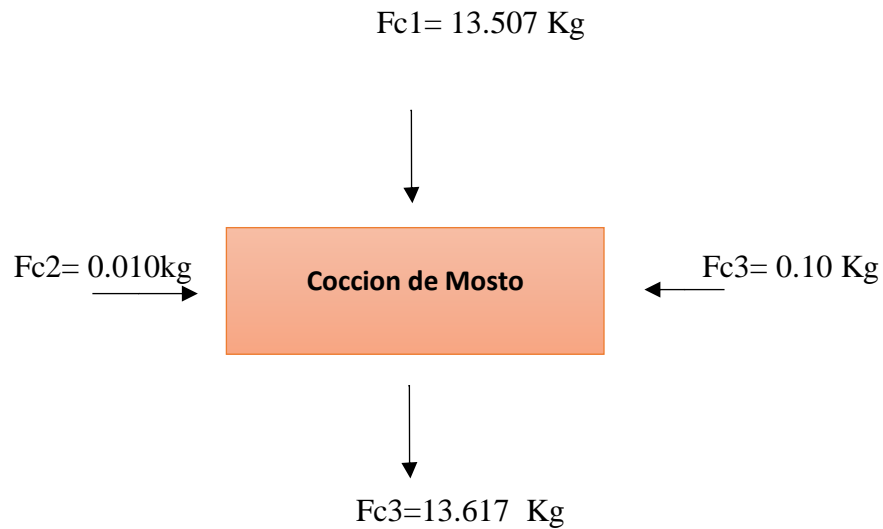 Fc1= 13.507 Kg
Fc2= 0.010kg
Coccion de Mosto
Fc3= 0.10 Kg
Fc3=13.617 Kg